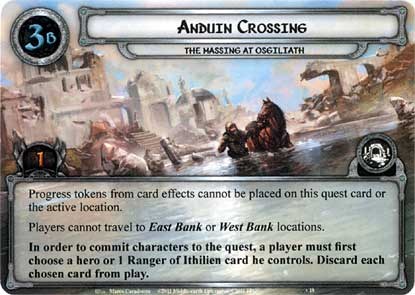 3B
ANDUIN CROSSING
THE MASSING AT OSGILIATH
1
Progress tokens from card effects cannot be placed on this quest card or
the active location.
Players cannot travel to East Bank or West Bank locations.
In order to commit characters to the quest, a player must first
choose a hero or 1 Ranger of Ithilien card he controls. Discard each
chosen card from play.